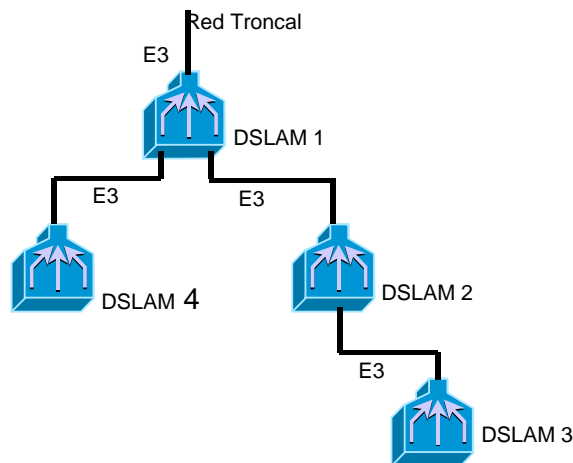 Red Troncal
E3
DSLAM 1
E3
E3
DSLAM 4
DSLAM 2
E3
DSLAM 3